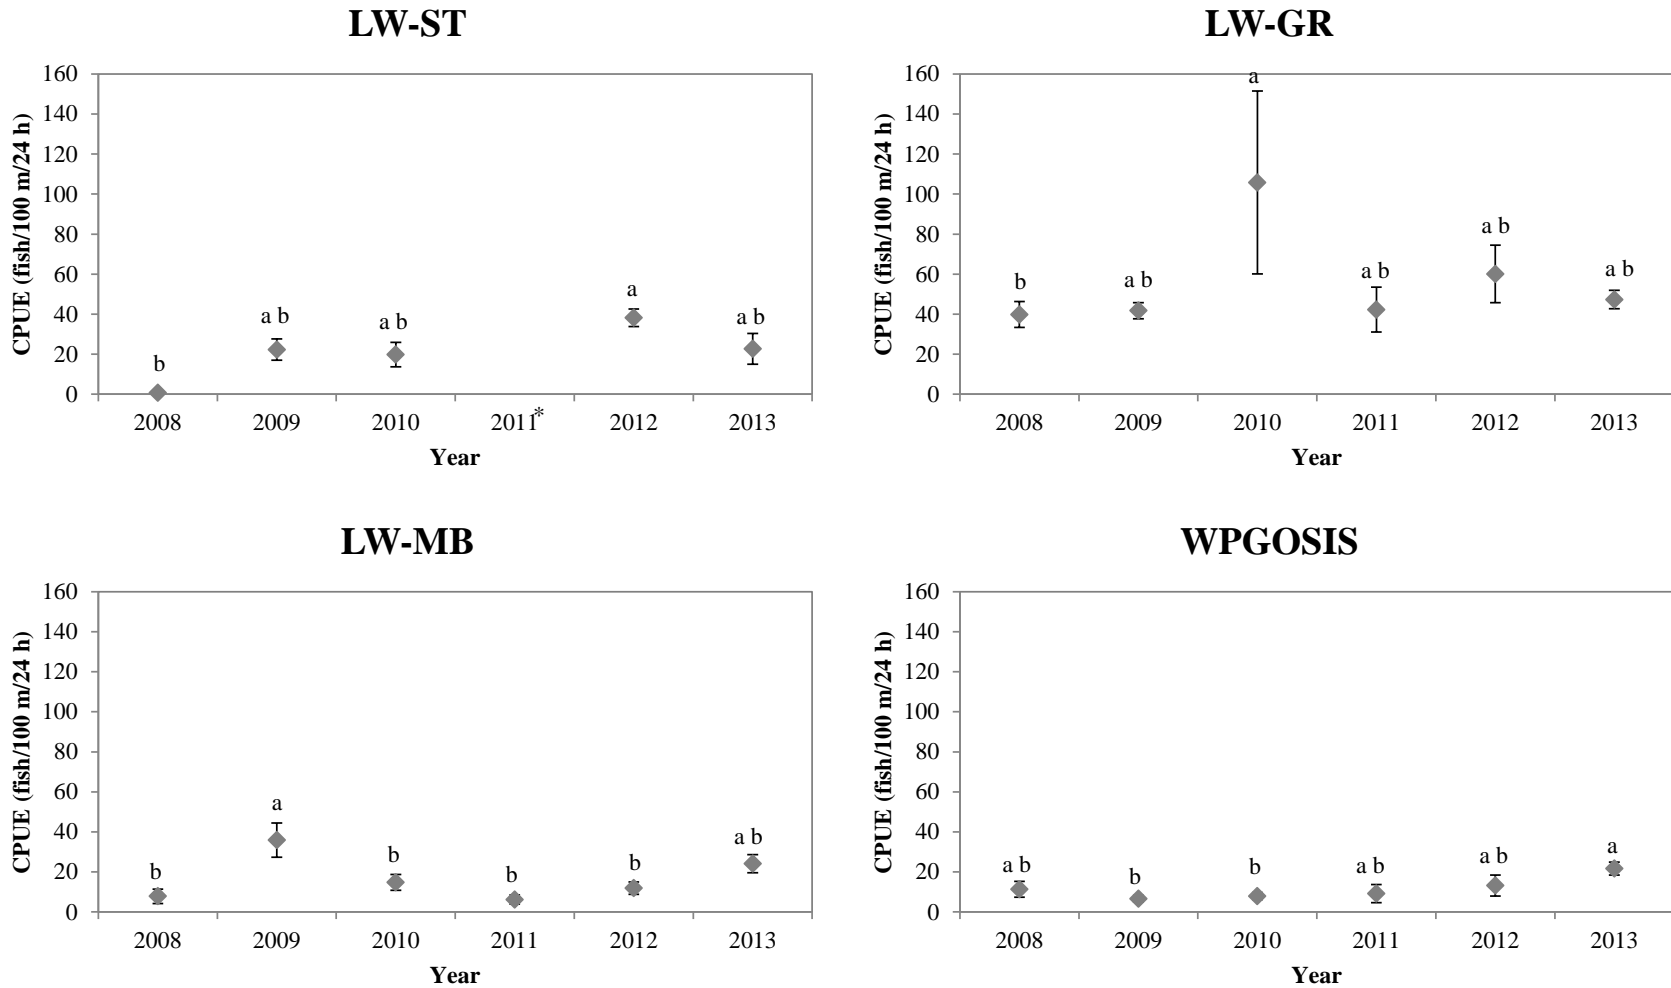 LW-ST
CPUE (fish/100 m/24 h)
160
140
120
100
80
60
40
20
0
b
a b
a b
a
a b
2008 2009 2010 2011* 2012 2013
Year
LW-GR
CPUE (fish/100 m/24 h)
160
140
120
100
80
60
40
20
0
b
a b
a
a b
a b
a b
2008 2009 2010 2011 2012 2013
Year
LW-MB
CPUE (fish/100 m/24 h)
160
140
120
100
80
60
40
20
0
b
a
b
b
b
a b
2008 2009 2010 2011 2012 2013
Year
WPGOSIS
CPUE (fish/100 m/24 h)
160
140
120
100
80
60
40
20
0
a b
b
b
a b
a b
a
2008 2009 2010 2011 2012 2013
Year